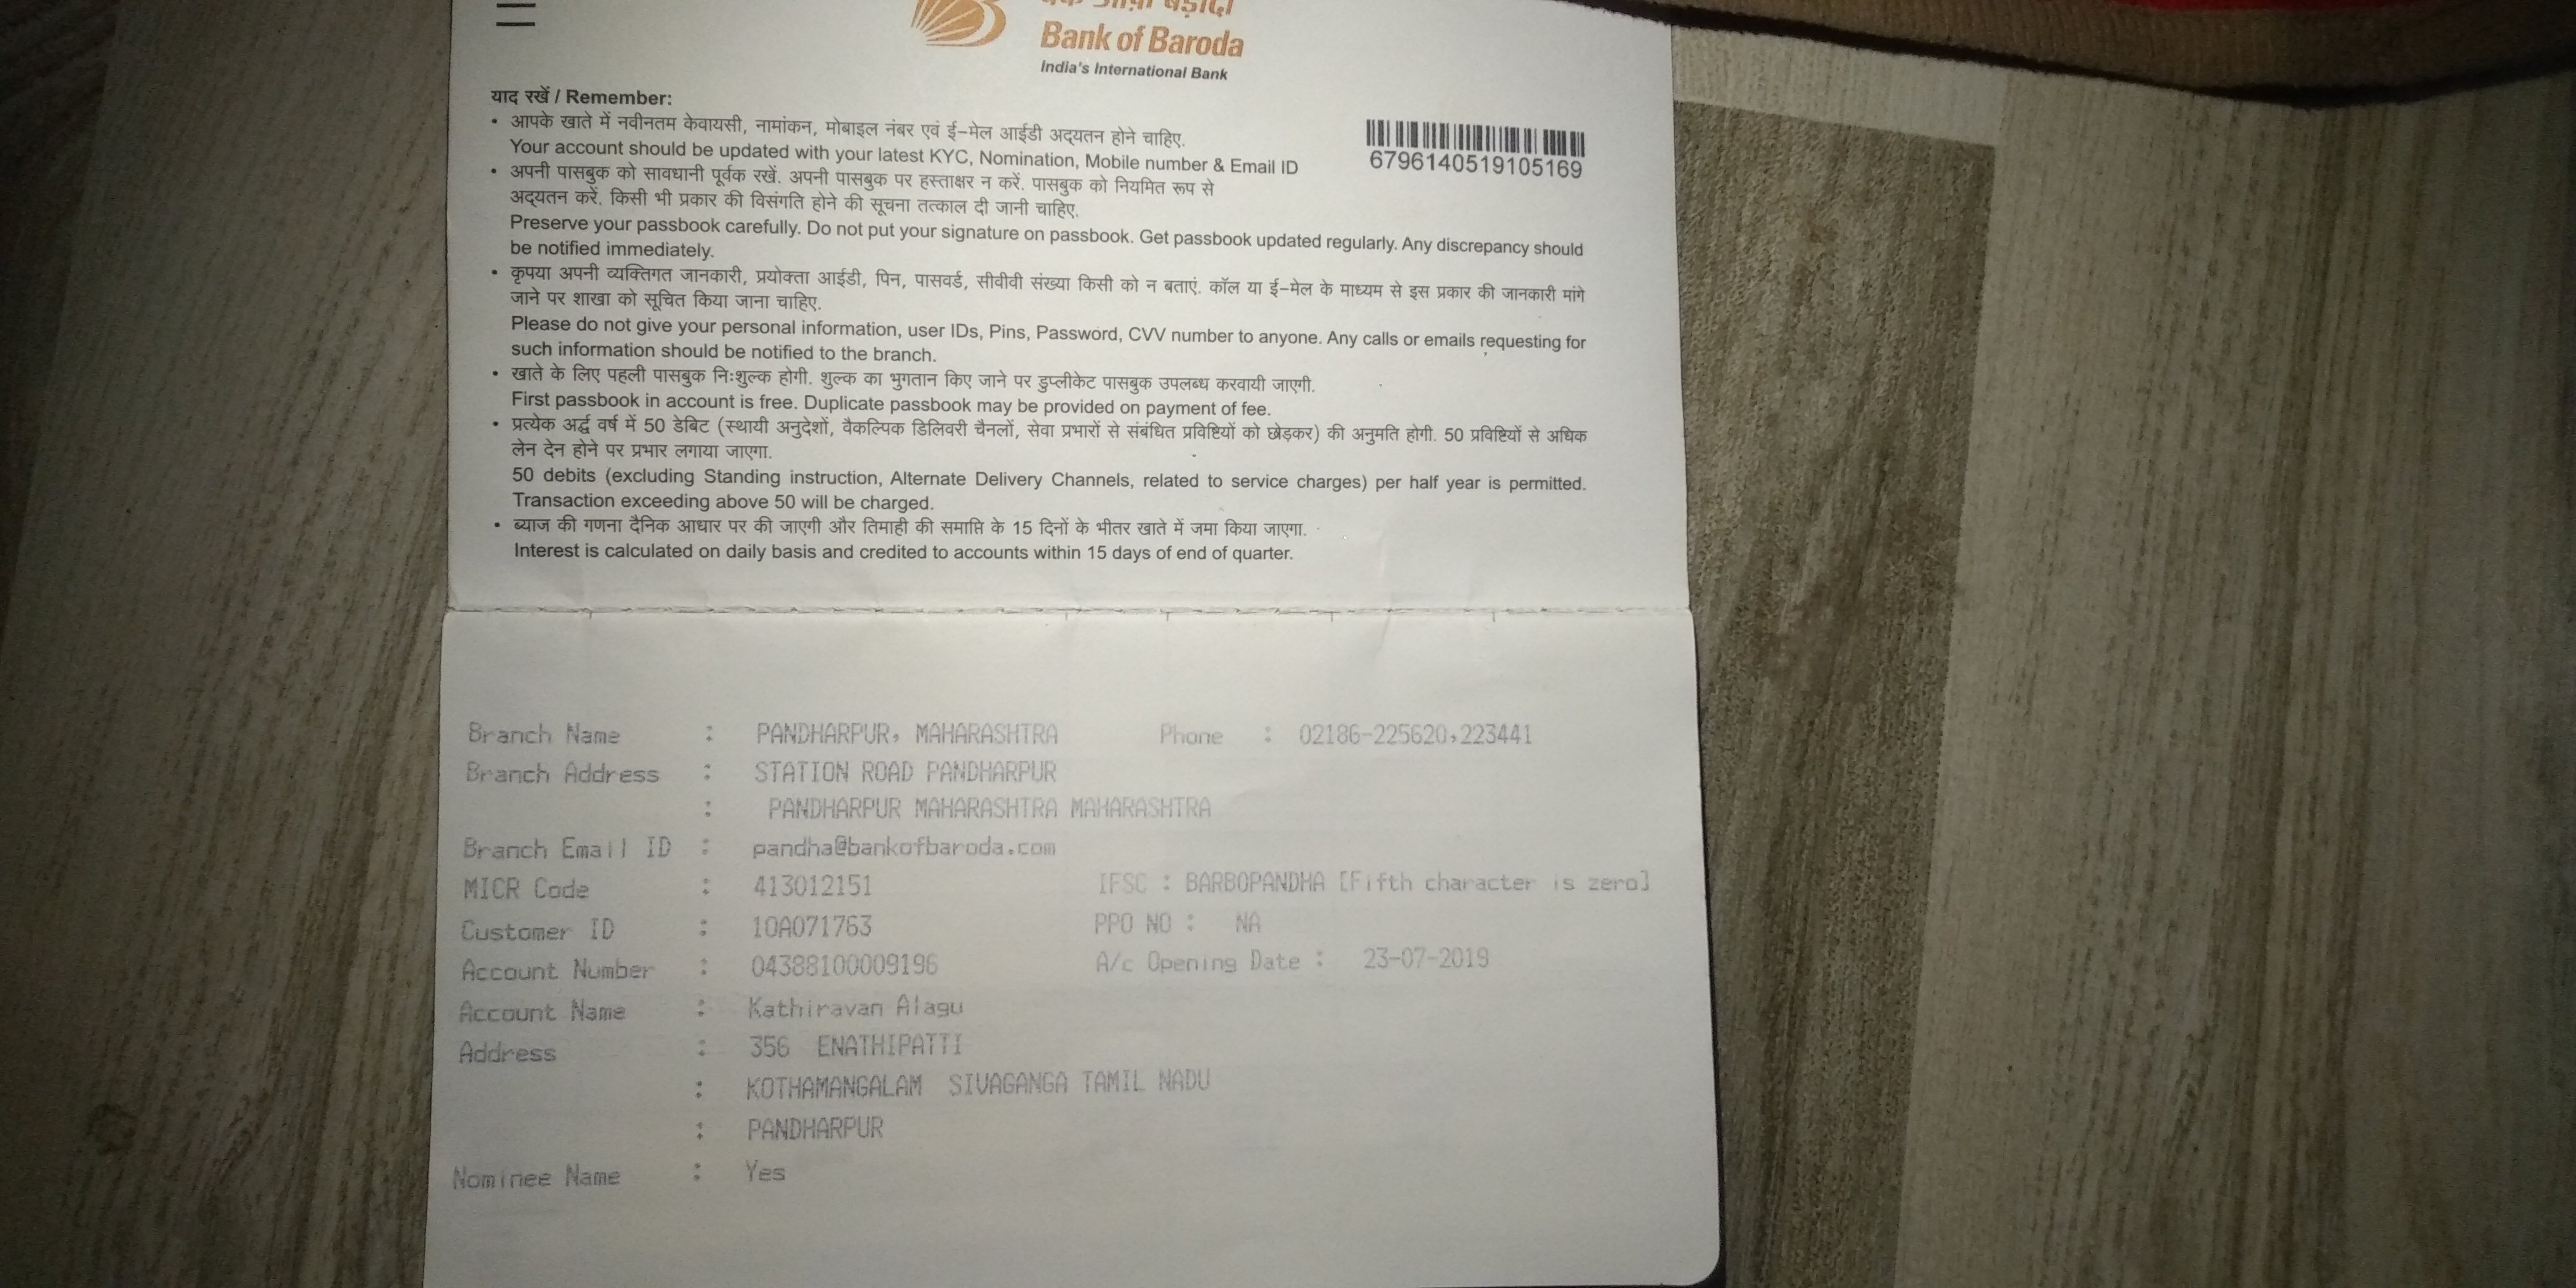 Bank of Baroda
India's International Bank
याद रखें / Remember:
6796140519105169
• आपके खाते में नवीनतम केवायसी, नामांकन, मोबाइल नंबर एवं ई-मेल आईडी अद्यतन होने चाहिए.
Your account should be updated with your latest KYC, Nomination, Mobile number & Email ID
• अपनी पासबुक को सावधानी पूर्वक रखें. अपनी पासबुक पर हस्ताक्षर न करें. पासबुक को नियमित रूप से
अद्यतन करें. किसी भी प्रकार की विसंगति होने की सूचना तत्काल दी जानी चाहिए.
Preserve your passbook carefully. Do not put your signature on passbook. Get passbook updated regularly. Any discrepancy should
be notified immediately.
• कृपया अपनी व्यक्तिगत जानकारी, प्रयोक्ता आईडी, पिन, पासवर्ड, सीवीवी संख्या किसी को न बताएं. कॉल या ई-मेल के माध्यम से इस प्रकार की जानकारी मांगे
जाने पर शाखा को सूचित किया जाना चाहिए.
Please do not give your personal information, user IDs, Pins, Password, CVV number to anyone. Any calls or emails requesting for
such information should be notified to the branch.
• खाते के लिए पहली पासबुक निःशुल्क होगी. शुल्क का भुगतान किए जाने पर डुप्लीकेट पासबुक उपलब्ध करवायी जाएगी.
First passbook in account is free. Duplicate passbook may be provided on payment of fee.
• प्रत्येक अर्द्ध वर्ष में 50 डेबिट (स्थायी अनुदेशों, वैकल्पिक डिलिवरी चैनलों, सेवा प्रभारों से संबंधित प्रविष्टियों को छोड़कर) की अनुमति होगी. 50 प्रविष्टियों से अधिक
लेन देन होने पर प्रभार लगाया जाएगा.
50 debits (excluding Standing instruction, Alternate Delivery Channels, related to service charges) per half year is permitted.
Transaction exceeding above 50 will be charged.
• ब्याज की गणना दैनिक आधार पर की जाएगी और तिमाही की समाप्ति के 15 दिनों के भीतर खाते में जमा किया जाएगा.
Interest is calculated on daily basis and credited to accounts within 15 days of end of quarter.
Branch Name : PANDHARPUR, MAHARASHTRA Phone : 02186-225620,223441
Branch Address : STATION ROAD PANDHARPUR
: PANDHARPUR MAHARASHTRA MAHARASHTRA
Branch Email ID : pandha@bankofbaroda.com
MICR Code : 413012151 IFSC : BARB0PANDHA [Fifth character is zero]
Customer ID : 10A071763 PPO NO : NA
Account Number : 04388100009196 A/c Opening Date : 23-07-2019
Account Name : Kathiravan Alagu
Address : 356 ENATHIPATTI
: KOTHAMANGALAM SIVAGANGA TAMIL NADU
: PANDHARPUR
Nominee Name : Yes